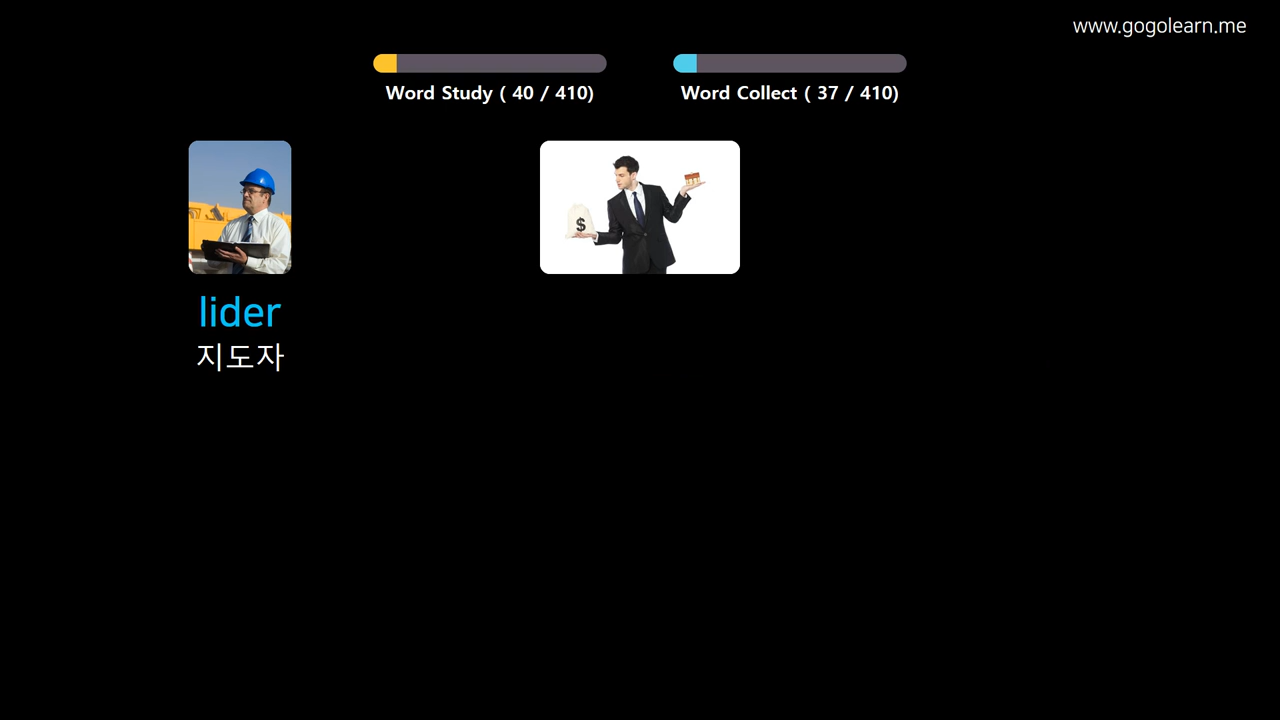 www.gogolearn.me
Word Study ( 40 / 410)
Word Collect ( 37 / 410)
$
lider
지도자